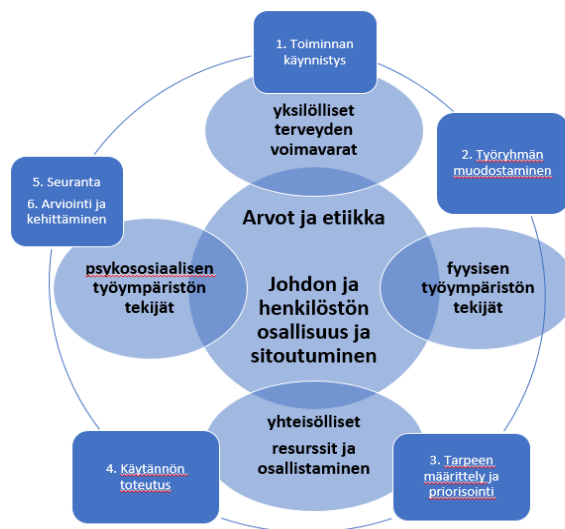 1. Toiminnan
käynnistys
yksilölliset
terveyden
voimavarat
2. Työryhmän
muodostaminen
5. Seuranta
6. Arviointi ja
kehittäminen
Arvot ja etiikka
psykososiaalisen
työympäristön
tekijät
Johdon ja
henkilöstön
osallisuus ja
sitoutuminen
fyysisen
työympäristön
tekijät
yhteisölliset
resurssit ja
osallistaminen
4. Käytännön
toteutus
3. Tarpeen
määrittely ja
priorisointi